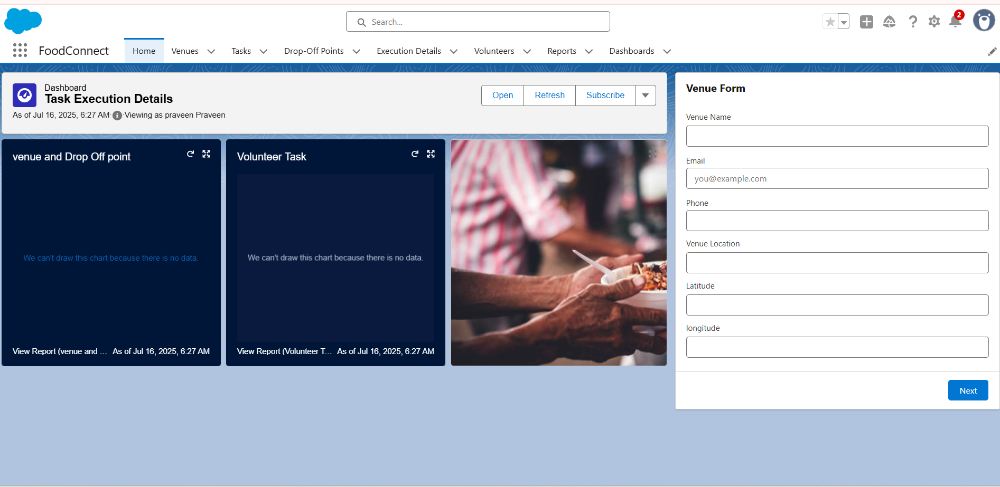 Search...
2
FoodConnect
Home
Venues
Tasks
Drop-Off Points
Execution Details
Volunteers
Reports
Dashboards
Dashboard
Task Execution Details
As of Jul 16, 2025, 6:27 AM·Viewing as praveen Praveen
Open
Refresh
Subscribe
venue and Drop Off point
We can't draw this chart because there is no data.
View Report (venue and ...
As of Jul 16, 2025, 6:27 AM
Volunteer Task
We can't draw this chart because there is no data.
View Report (Volunteer T...
As of Jul 16, 2025, 6:27 AM
Venue Form
Venue Name
Email
you@example.com
Phone
Venue Location
Latitude
longitude
Next